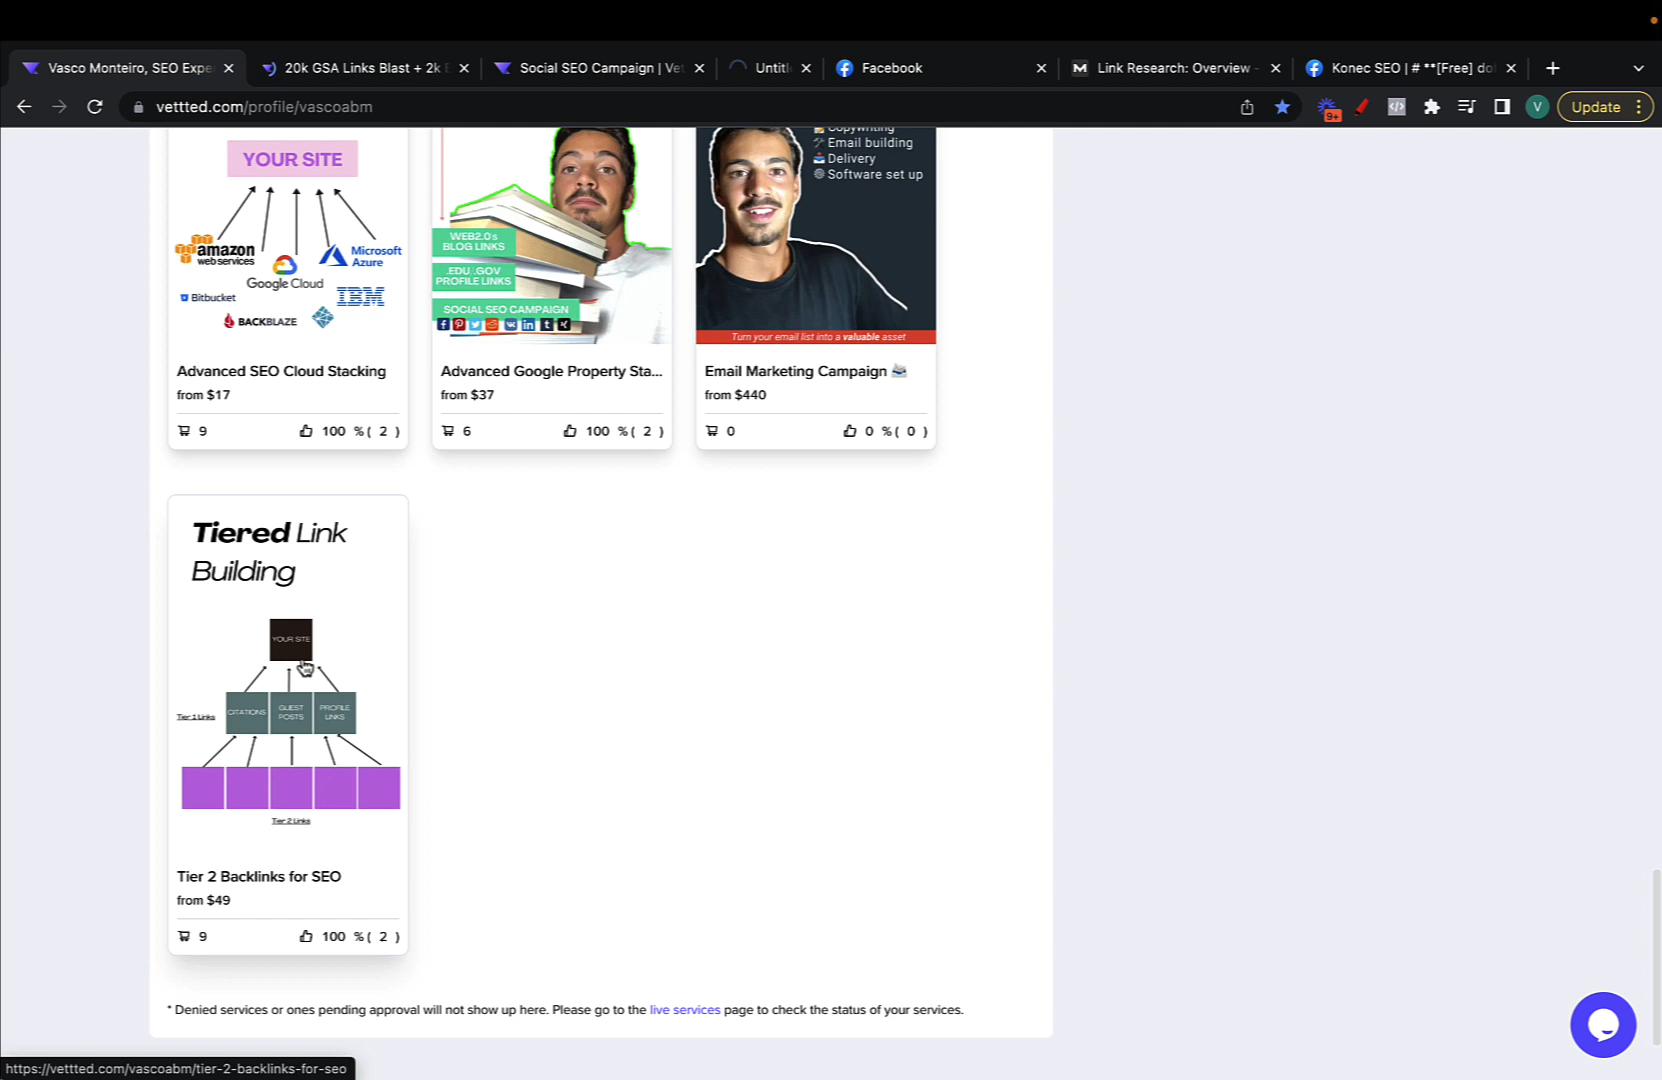 Vasco Monteiro, SEO Expe
20k GSA Links Blast + 2k
Social SEO Campaign | Vet
Untitl
Facebook
Link Research: Overview -
Konec SEO | # **[Free] do
vettted.com/profile/vascoabm
9+
V
Update
YOUR SITE
amazon
web services
Google Cloud
Microsoft
Azure
Bitbucket
IBM
BACKBLAZE
WEB2.0s
BLOG LINKS
.EDU .GOV
PROFILE LINKS
SOCIAL SEO CAMPAIGN
Copywriting
Email building
Delivery
Software set up
Turn your email list into a valuable asset
Advanced SEO Cloud Stacking
from $17
9
100 % ( 2 )
Advanced Google Property Sta...
from $37
6
100 % ( 2 )
Email Marketing Campaign
from $440
0
0 % ( 0 )
Tiered Link
Building
YOUR SITE
Tier 1 Links
CITATIONS
GUEST
POSTS
PROFILE
LINKS
Tier 2 Links
Tier 2 Backlinks for SEO
from $49
9
100 % ( 2 )
* Denied services or ones pending approval will not show up here. Please go to the live services page to check the status of your services.
https://vettted.com/vascoabm/tier-2-backlinks-for-seo